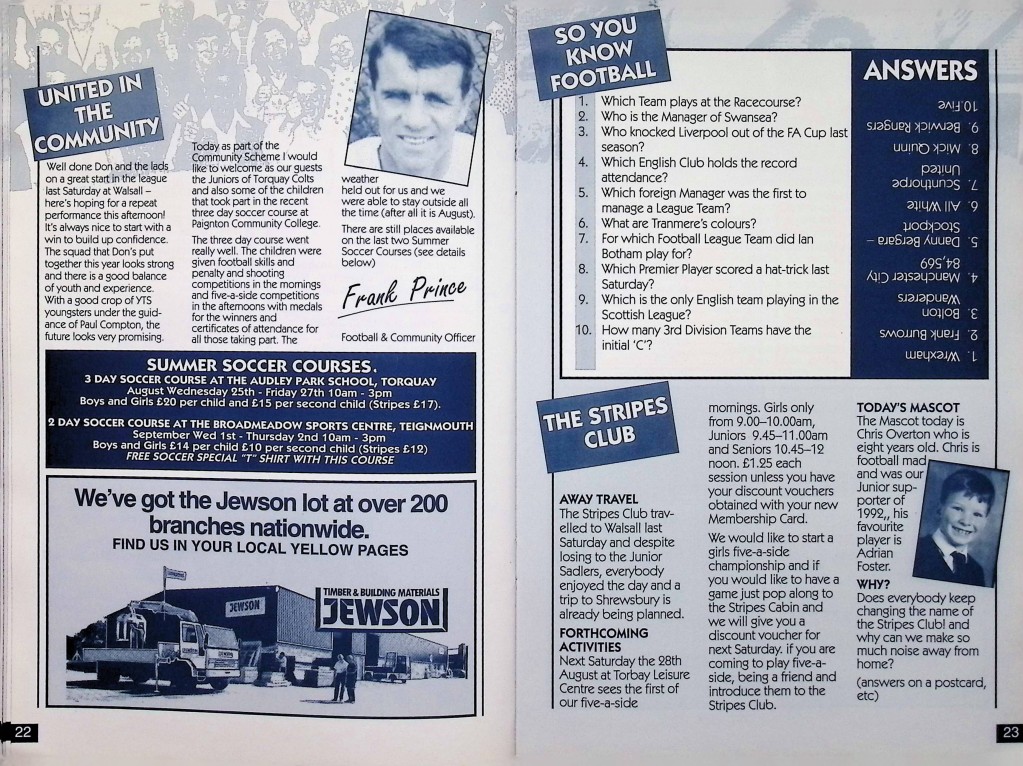 UNITED IN
THE
COMMUNITY
Well done Don and the lads
on a great start in the league
last Saturday at Walsall –
here's hoping for a repeat
performance this afternoon!
It's always nice to start with a
win to build up confidence.
The squad that Don's put
together this year looks strong
and there is a good balance
of youth and experience.
With a good crop of YTS
youngsters under the guid-
ance of Paul Compton, the
future looks very promising.
Today as part of the
Community Scheme I would
like to welcome as our guests
the Juniors of Torquay Colts
and also some of the children
that took part in the recent
three day soccer course at
Paignton Community College.
The three day course went
really well. The children were
given football skills and
penalty and shooting
competitions in the mornings
and five-a-side competitions
in the afternoons with medals
for the winners and
certificates of attendance for
all those taking part. The
weather
held out for us and we
were able to stay outside all
the time (after all it is August).
There are still places available
on the last two Summer
Soccer Courses (see details
below)
Frank Prince
Football & Community Officer
SUMMER SOCCER COURSES.
3 DAY SOCCER COURSE AT THE AUDLEY PARK SCHOOL, TORQUAY
August Wednesday 25th - Friday 27th 10am - 3pm
Boys and Girls £20 per child and £15 per second child (Stripes £17).
2 DAY SOCCER COURSE AT THE BROADMEADOW SPORTS CENTRE, TEIGNMOUTH
September Wed 1st - Thursday 2nd 10am - 3pm
Boys and Girls £14 per child £10 per second child (Stripes £12)
FREE SOCCER SPECIAL "T" SHIRT WITH THIS COURSE
We've got the Jewson lot at over 200
branches nationwide.
FIND US IN YOUR LOCAL YELLOW PAGES
JEWSON
TIMBER & BUILDING MATERIALS
JEWSON
22
SO YOU
KNOW
FOOTBALL
1. Which Team plays at the Racecourse?
2. Who is the Manager of Swansea?
3. Who knocked Liverpool out of the FA Cup last
season?
4. Which English Club holds the record
attendance?
5. Which foreign Manager was the first to
manage a League Team?
6. What are Tranmere's colours?
7. For which Football League Team did Ian
Botham play for?
8. Which Premier Player scored a hat-trick last
Saturday?
9. Which is the only English team playing in the
Scottish League?
10. How many 3rd Division Teams have the
initial 'C'?
ANSWERS
1. Wrexham
2. Frank Burrows
3. Bolton
Wanderers
4. Manchester City
84,569
5. Danny Bergara –
Stockport
6. All White
7. Scunthorpe
United
8. Mick Quinn
9. Berwick Rangers
10. Five
THE STRIPES
CLUB
AWAY TRAVEL
The Stripes Club trav-
elled to Walsall last
Saturday and despite
losing to the Junior
Sadlers, everybody
enjoyed the day and a
trip to Shrewsbury is
already being planned.
FORTHCOMING
ACTIVITIES
Next Saturday the 28th
August at Torbay Leisure
Centre sees the first of
our five-a-side
mornings. Girls only
from 9.00–10.00am,
Juniors 9.45–11.00am
and Seniors 10.45–12
noon. £1.25 each
session unless you have
your discount vouchers
obtained with your new
Membership Card.
We would like to start a
girls five-a-side
championship and if
you would like to have a
game just pop along to
the Stripes Cabin and
we will give you a
discount voucher for
next Saturday. if you are
coming to play five-a-
side, being a friend and
introduce them to the
Stripes Club.
TODAY'S MASCOT
The Mascot today is
Chris Overton who is
eight years old. Chris is
football mad
and was our
Junior sup-
porter of
1992,, his
favourite
player is
Adrian
Foster.
WHY?
Does everybody keep
changing the name of
the Stripes Club! and
why can we make so
much noise away from
home?
(answers on a postcard,
etc)
23